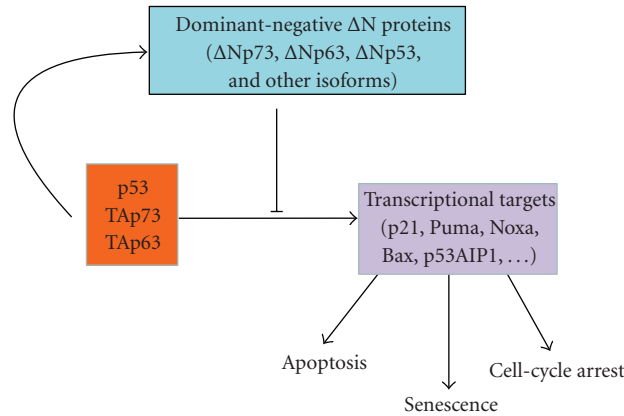 Dominant-negative ΔN proteins
(ΔNp73, ΔNp63, ΔNp53,
and other isoforms)
p53
TAp73
TAp63
Transcriptional targets
(p21, Puma, Noxa,
Bax, p53AIP1, . . .)
Apoptosis
Senescence
Cell-cycle arrest